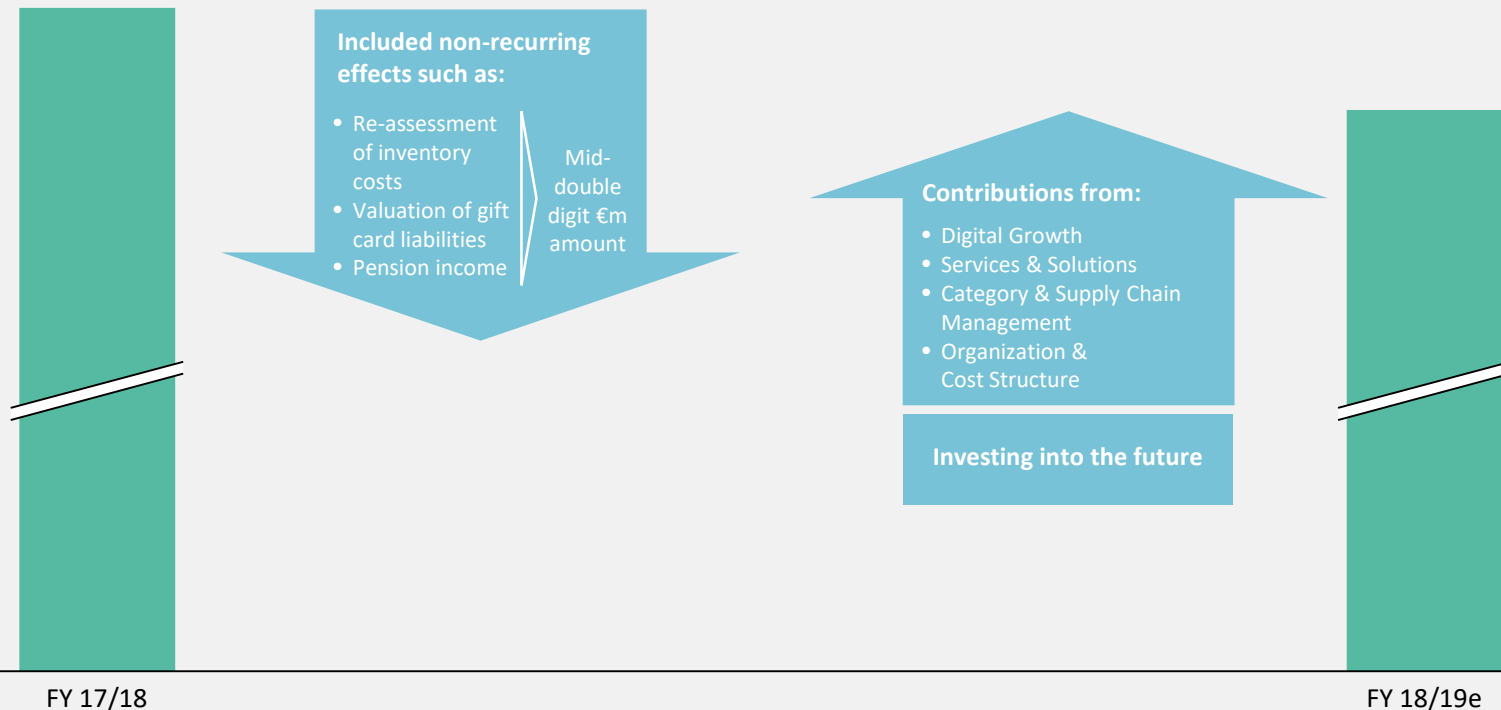 Included non-recurring
effects such as:
• Re-assessment
of inventory
costs
• Valuation of gift
card liabilities
• Pension income
Mid-
double
digit €m
amount
Contributions from:
• Digital Growth
• Services & Solutions
• Category & Supply Chain
Management
• Organization &
Cost Structure
Investing into the future
FY 17/18
FY 18/19e